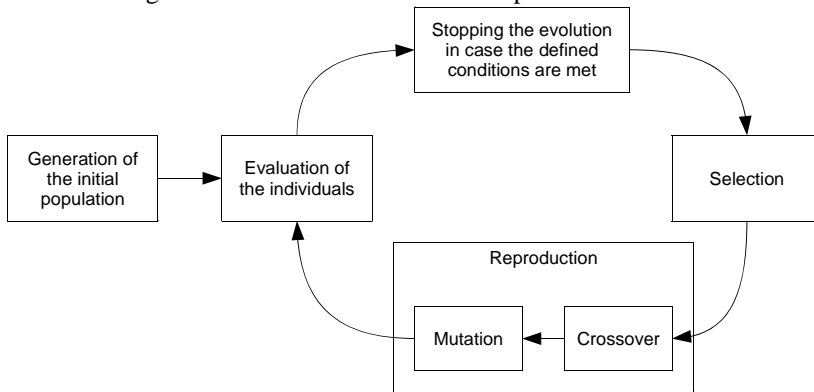 Stopping the evolution
in case the defined
conditions are met
Generation of
the initial
population
Evaluation of
the individuals
Selection
Reproduction
Mutation
Crossover